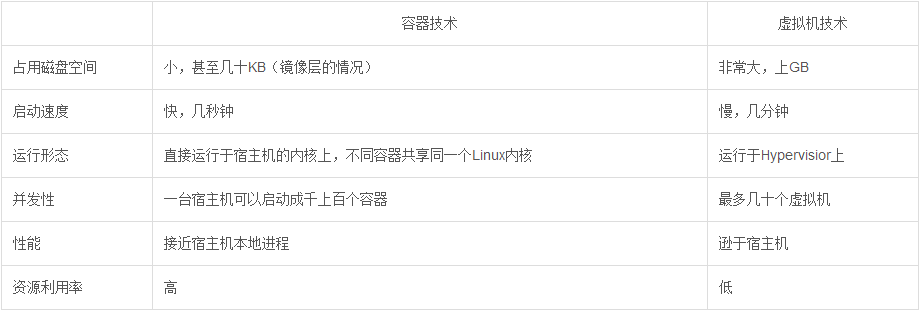 容器技术 虚拟机技术
占用磁盘空间 小，甚至几十KB（镜像层的情况） 非常大，上GB
启动速度 快，几秒钟 慢，几分钟
运行形态 直接运行于宿主机的内核上，不同容器共享同一个Linux内核 运行于Hypervisior上
并发性 一台宿主机可以启动成千上百个容器 最多几十个虚拟机
性能 接近宿主机本地进程 逊于宿主机
资源利用率 高 低